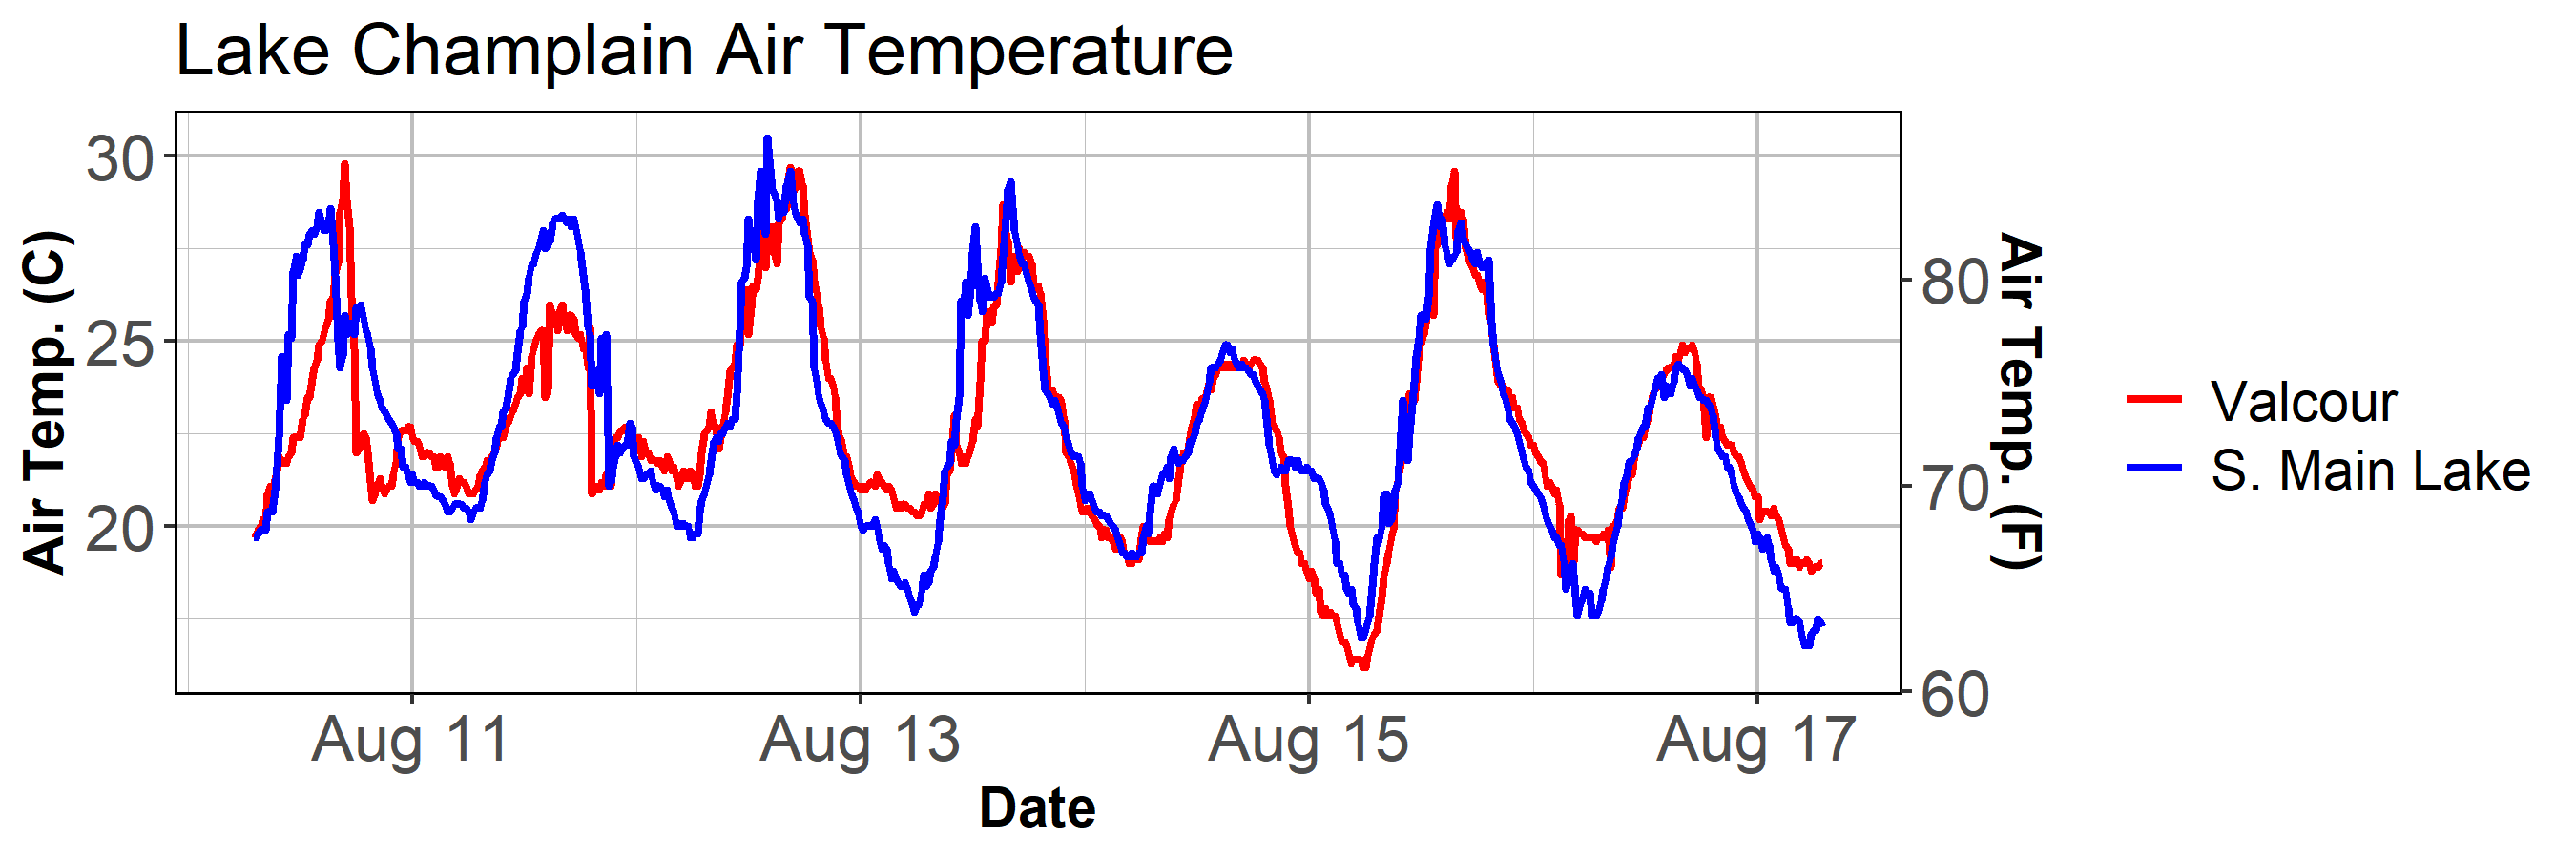 Lake Champlain Air Temperature
30
25
20
Air Temp. (C)
80
70
60
Air Temp. (F)
Aug 11
Aug 13
Aug 15
Aug 17
Date
Valcour
S. Main Lake